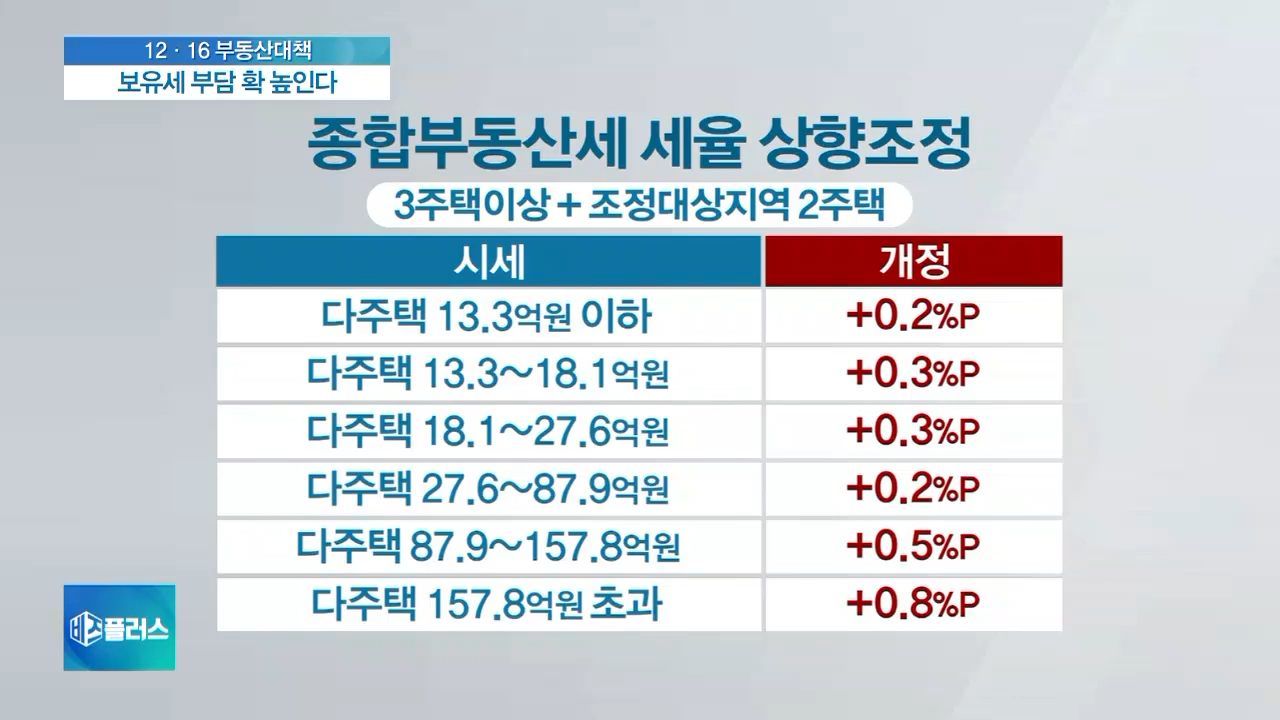 12·16 부동산대책
보유세 부담 확 높인다
종합부동산세 세율 상향조정
3주택이상 + 조정대상지역 2주택
시세 개정
다주택 13.3억원 이하 +0.2%P
다주택 13.3~18.1억원 +0.3%P
다주택 18.1~27.6억원 +0.3%P
다주택 27.6~87.9억원 +0.2%P
다주택 87.9~157.8억원 +0.5%P
다주택 157.8억원 초과 +0.8%P
비즈플러스